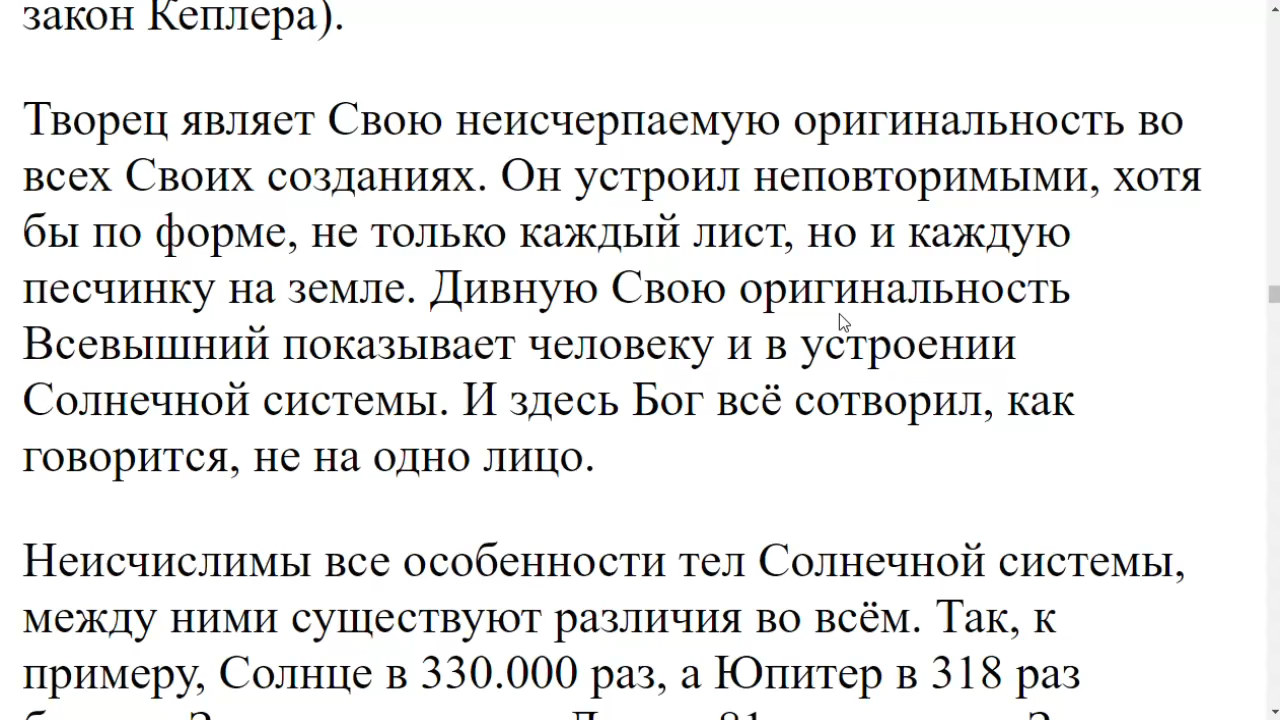 закон Кеплера).
Творец являет Свою неисчерпаемую оригинальность во
всех Своих созданиях. Он устроил неповторимыми, хотя
бы по форме, не только каждый лист, но и каждую
песчинку на земле. Дивную Свою оригинальность
Всевышний показывает человеку и в устроении
Солнечной системы. И здесь Бог всё сотворил, как
говорится, не на одно лицо.
Неисчислимы все особенности тел Солнечной системы,
между ними существуют различия во всём. Так, к
примеру, Солнце в 330.000 раз, а Юпитер в 318 раз